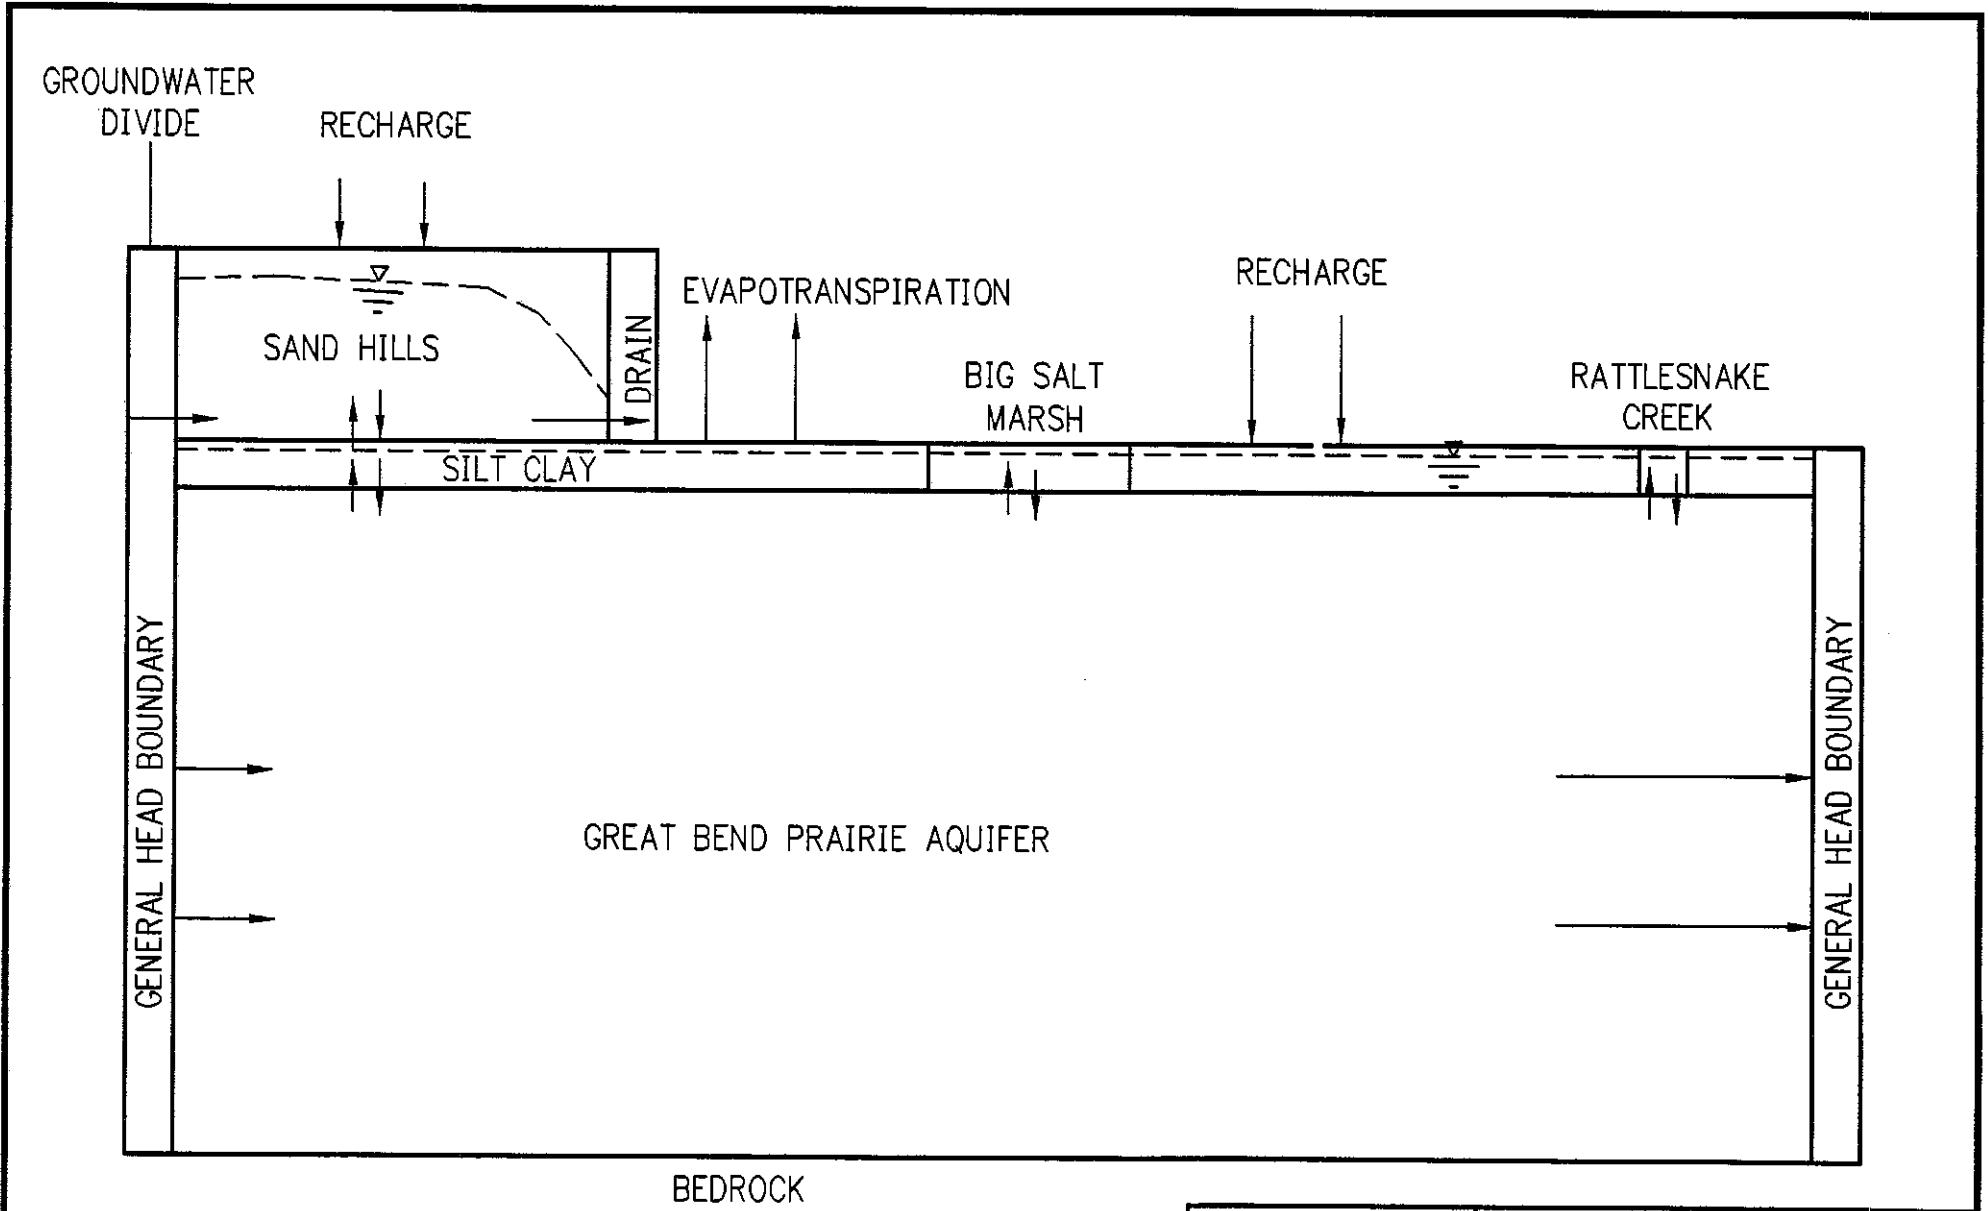 GROUNDWATER
DIVIDE
RECHARGE
EVAPOTRANSPIRATION
RECHARGE
SAND HILLS
DRAIN
BIG SALT
MARSH
RATTLESNAKE
CREEK
SILT CLAY
GENERAL HEAD BOUNDARY
GREAT BEND PRAIRIE AQUIFER
GENERAL HEAD BOUNDARY
BEDROCK